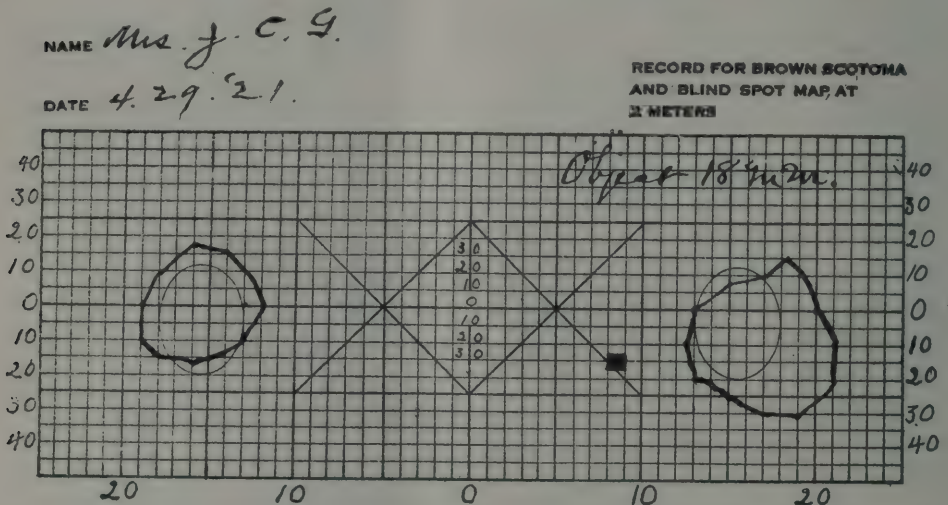 NAME Mrs. J. C. G.
DATE 4. 29. '21.
RECORD FOR BROWN SCOTOMA
AND BLIND SPOT MAP, AT
2 METERS
Object 18 mm.
40 40
30 30
20 30 20
10 20 10
10
0 0 0
10 10 10
20 20 20
30 30 30
40 40
20 10 0 10 20